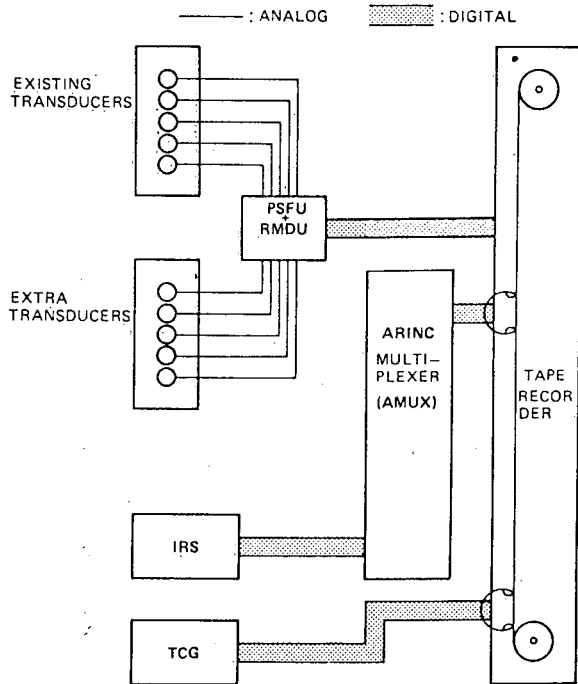 : ANALOG
: DIGITAL
EXISTING
TRANSDUCERS
PSFU
+
RMDU
EXTRA
TRANSDUCERS
ARINC
MULTI–
PLEXER
(AMUX)
TAPE
RECOR
DER
IRS
TCG